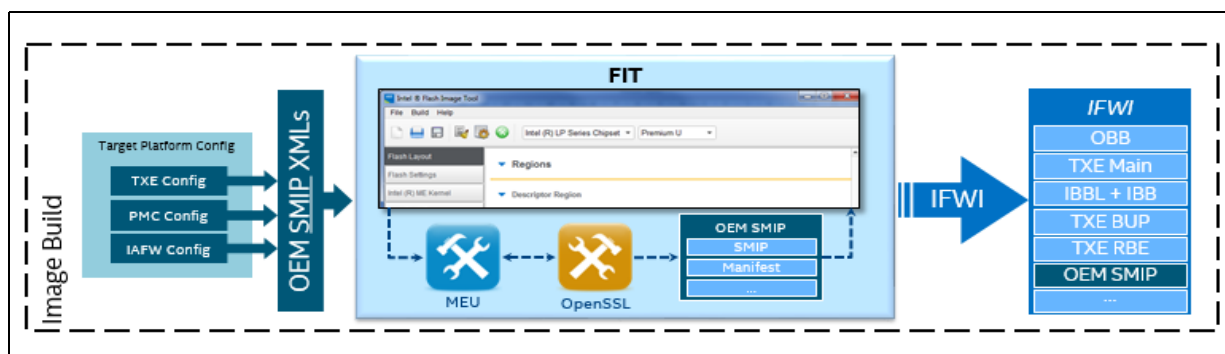 Image Build
Target Platform Config
TXE Config
PMC Config
IAFW Config
OEM SMIP XMLs
FIT
Intel ® Flash Image Tool
File Build Help
Intel (R) LP Series Chipset
Premium U
Flash Layout
Flash Settings
Intel (R) ME Kernel
Regions
Descriptor Region
MEU
OpenSSL
OEM SMIP
SMIP
Manifest
...
IFWI
IFWI
OBB
TXE Main
IBBL + IBB
TXE BUP
TXE RBE
OEM SMIP
...